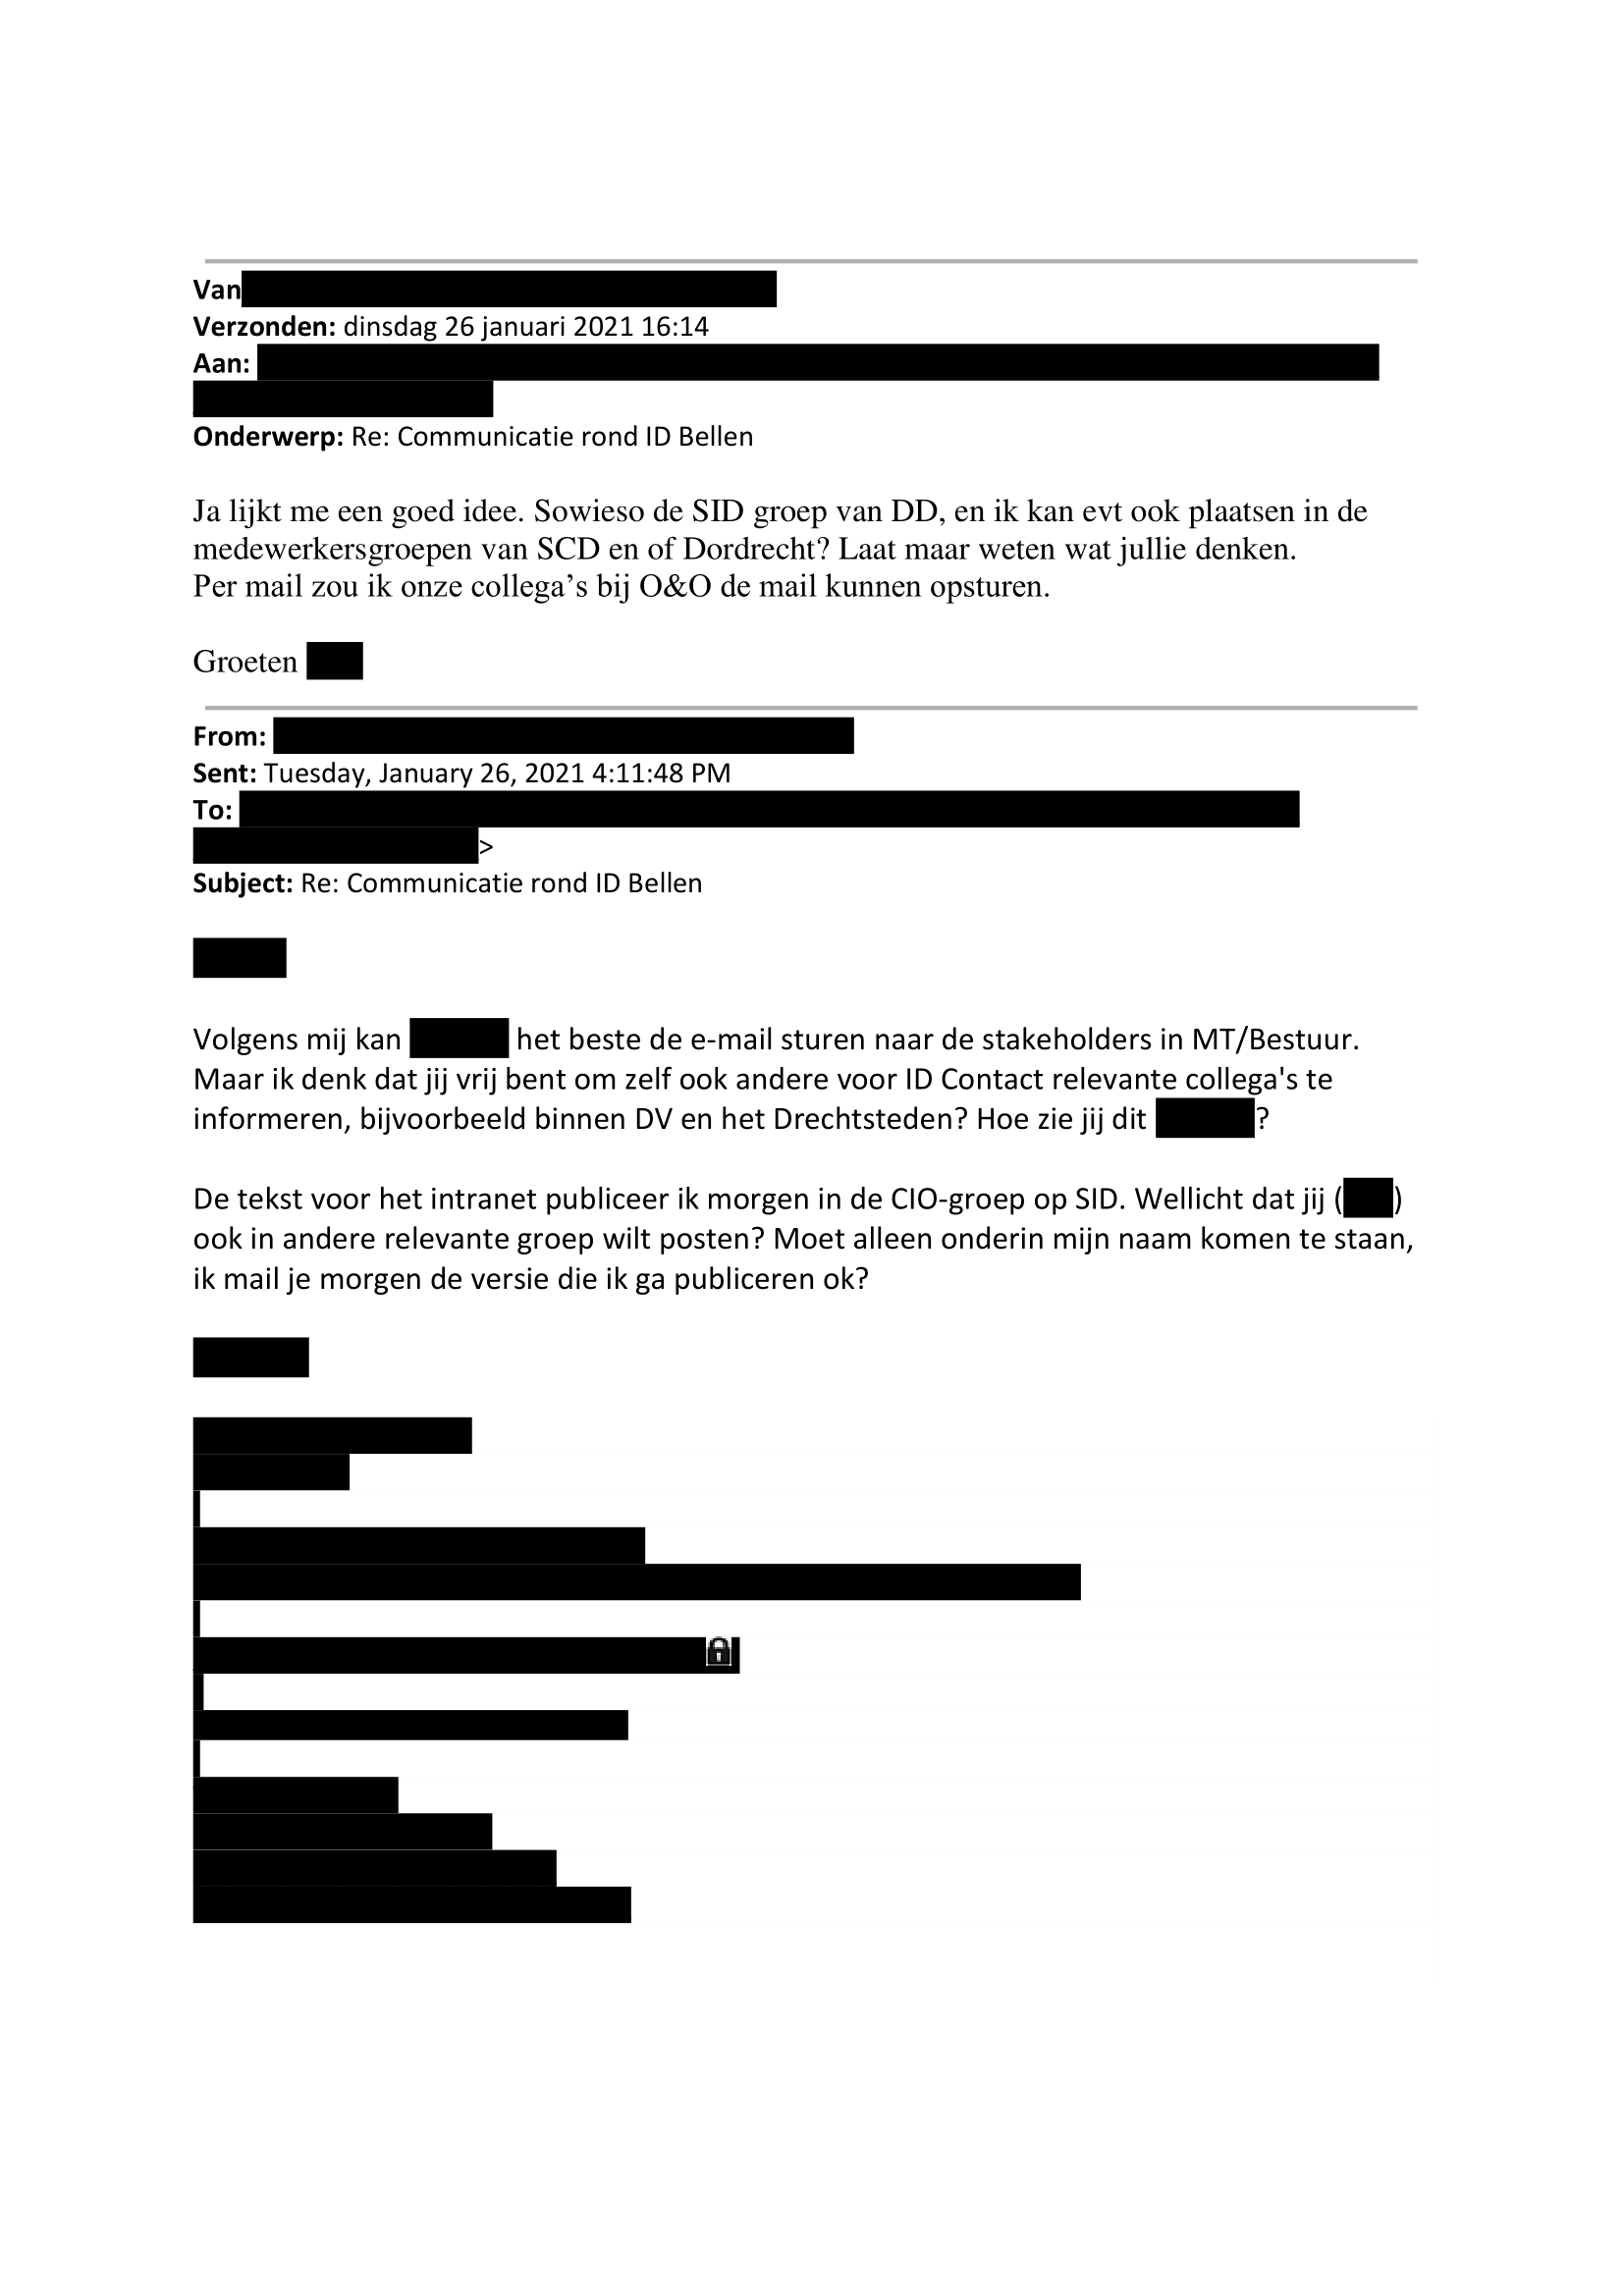 Van
Verzonden: dinsdag 26 januari 2021 16:14
Aan:
Onderwerp: Re: Communicatie rond ID Bellen
Ja lijkt me een goed idee. Sowieso de SID groep van DD, en ik kan evt ook plaatsen in de
medewerkersgroepen van SCD en of Dordrecht? Laat maar weten wat jullie denken.
Per mail zou ik onze collega’s bij O&O de mail kunnen opsturen.
Groeten
From:
Sent: Tuesday, January 26, 2021 4:11:48 PM
To:
>
Subject: Re: Communicatie rond ID Bellen
Volgens mij kan het beste de e-mail sturen naar de stakeholders in MT/Bestuur.
Maar ik denk dat jij vrij bent om zelf ook andere voor ID Contact relevante collega's te
informeren, bijvoorbeeld binnen DV en het Drechtsteden? Hoe zie jij dit ?
De tekst voor het intranet publiceer ik morgen in de CIO-groep op SID. Wellicht dat jij ( )
ook in andere relevante groep wilt posten? Moet alleen onderin mijn naam komen te staan,
ik mail je morgen de versie die ik ga publiceren ok?